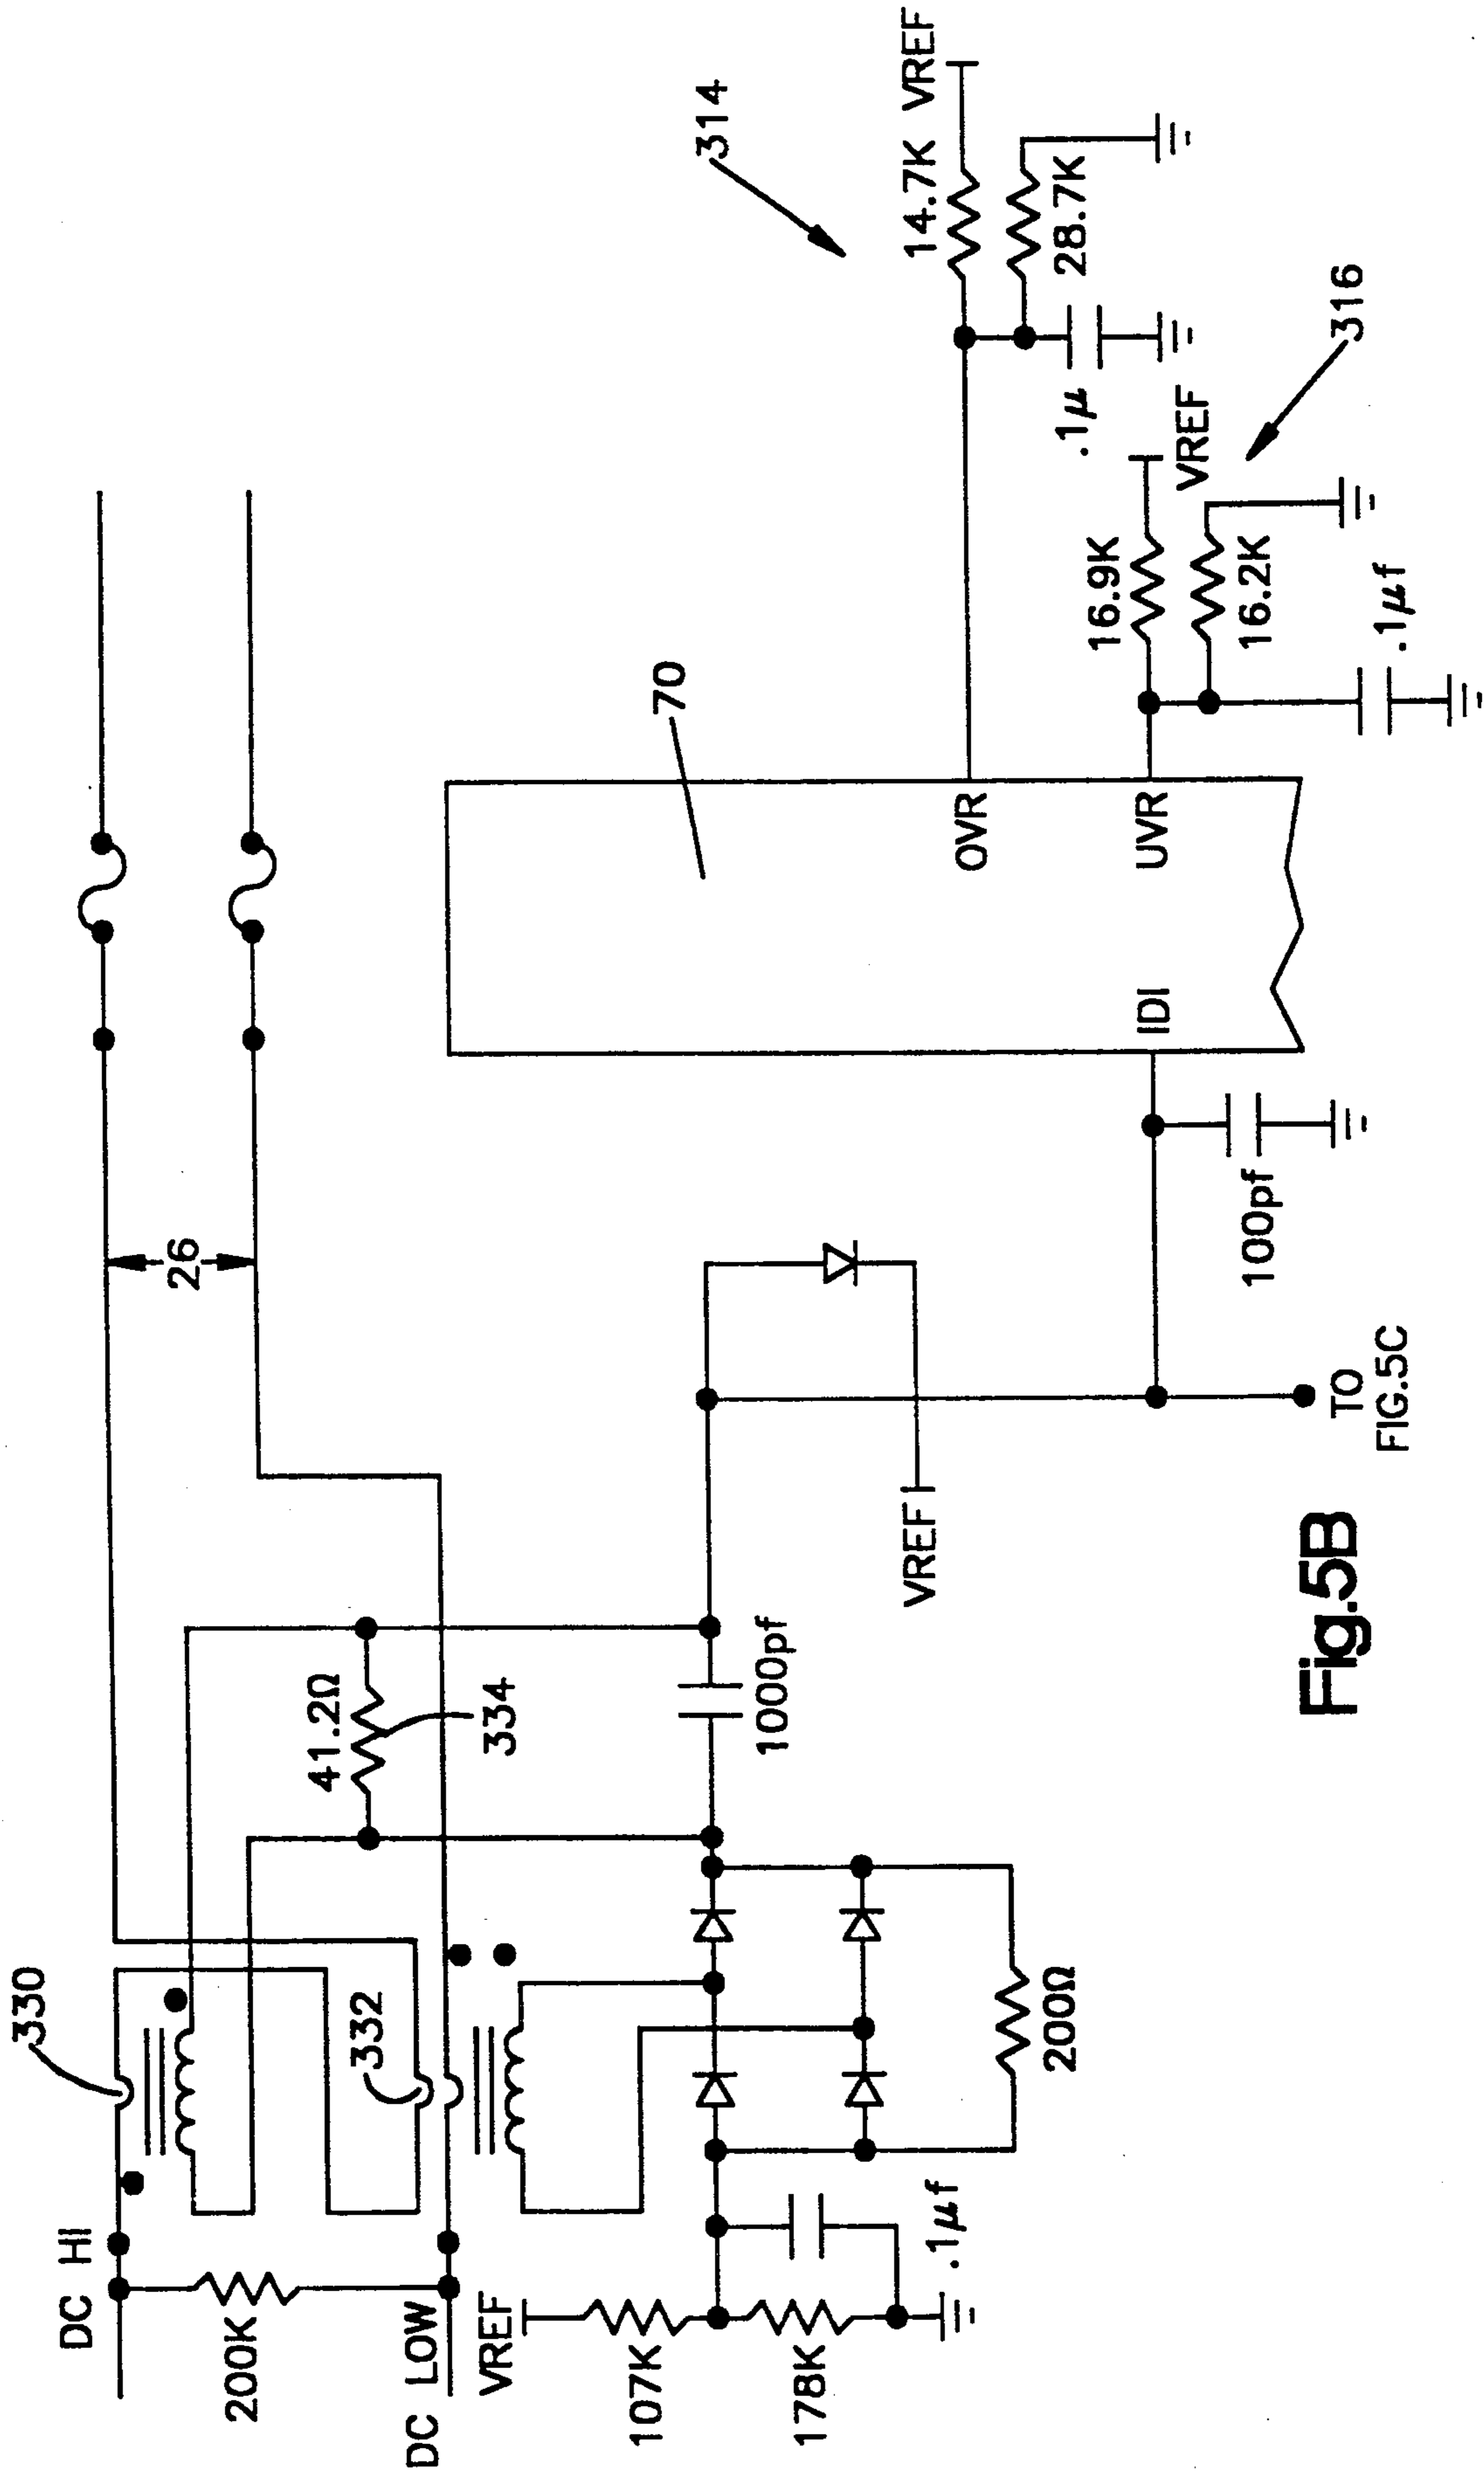 DC HI
200K
DC LOW
330
332
26
41.2Ω
334
VREF
107K
178K
.1μf
200Ω
1000pf
VREF
TO
FIG.5C
100pf
70
IDI
OVR
UVR
314
14.7K VREF
28.7K
.1μ
VREF
16.9K
16.2K
.1μf
316
Fig.5B